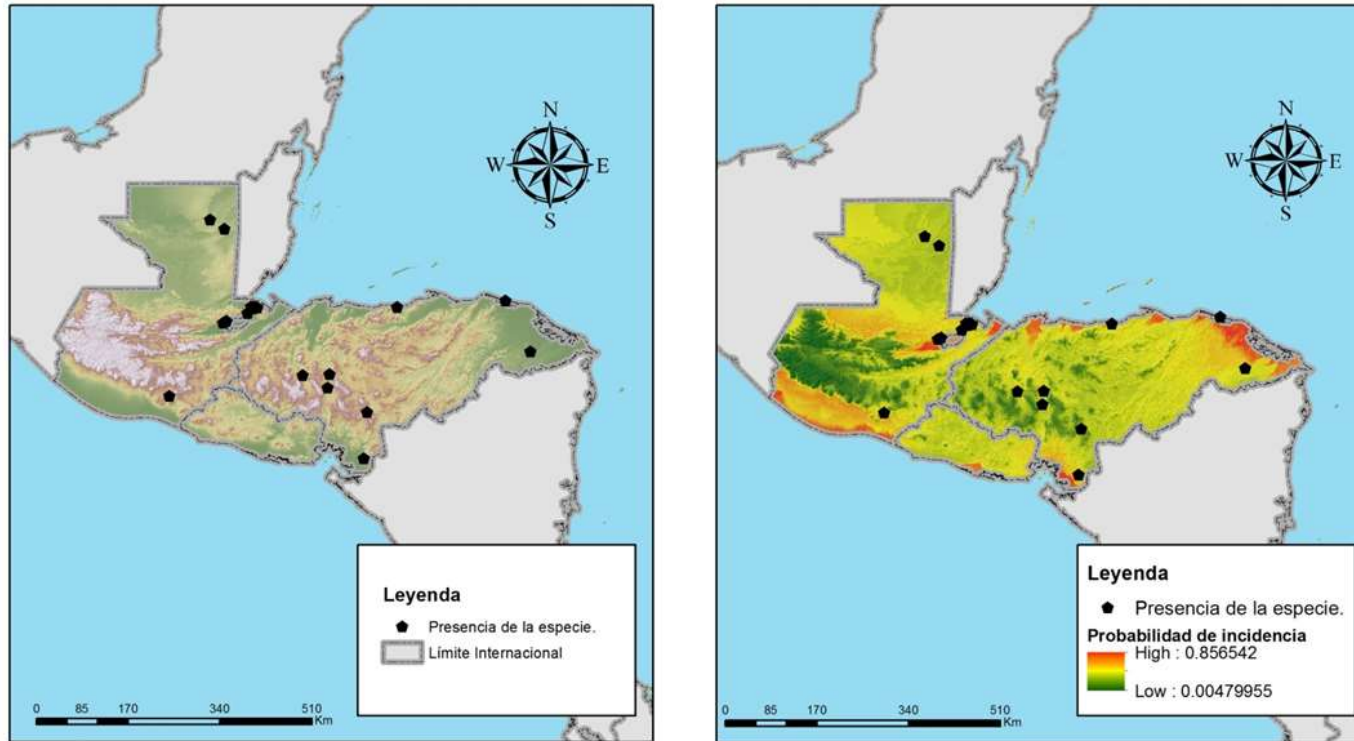 N
W E
S
Leyenda
Presencia de la especie.
Límite Internacional
0 85 170 340 510
Km
N
W E
S
Leyenda
Presencia de la especie.
Probabilidad de incidencia
High : 0.856542
Low : 0.00479955
0 85 170 340 510
Km